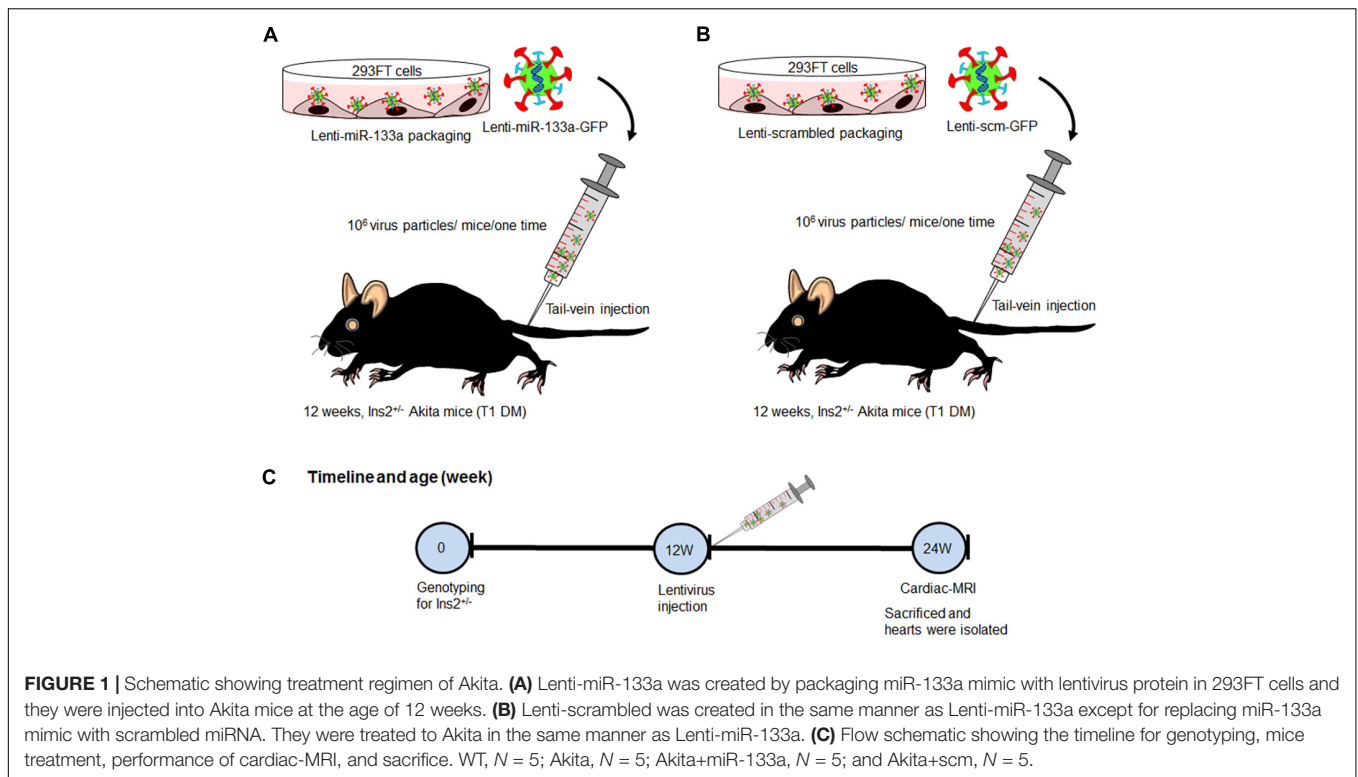 A
293FT cells
Lenti-miR-133a packaging
Lenti-miR-133a-GFP
10⁶ virus particles/ mice/one time
Tail-vein injection
12 weeks, Ins2⁺/⁻ Akita mice (T1 DM)
B
293FT cells
Lenti-scrambled packaging
Lenti-scm-GFP
10⁶ virus particles/ mice/one time
Tail-vein injection
12 weeks, Ins2⁺/⁻ Akita mice (T1 DM)
C
Timeline and age (week)
0
12W
24W
Genotyping
for Ins2⁺/⁻
Lentivirus
injection
Cardiac-MRI
Sacrificed and
hearts were isolated
FIGURE 1 | Schematic showing treatment regimen of Akita. (A) Lenti-miR-133a was created by packaging miR-133a mimic with lentivirus protein in 293FT cells and
they were injected into Akita mice at the age of 12 weeks. (B) Lenti-scrambled was created in the same manner as Lenti-miR-133a except for replacing miR-133a
mimic with scrambled miRNA. They were treated to Akita in the same manner as Lenti-miR-133a. (C) Flow schematic showing the timeline for genotyping, mice
treatment, performance of cardiac-MRI, and sacrifice. WT, N = 5; Akita, N = 5; Akita+miR-133a, N = 5; and Akita+scm, N = 5.